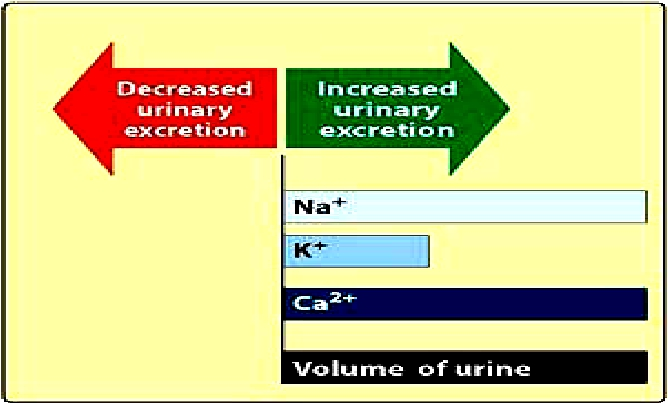 Decreased
urinary
excretion
Increased
urinary
excretion
Na⁺
K⁺
Ca²⁺
Volume of urine